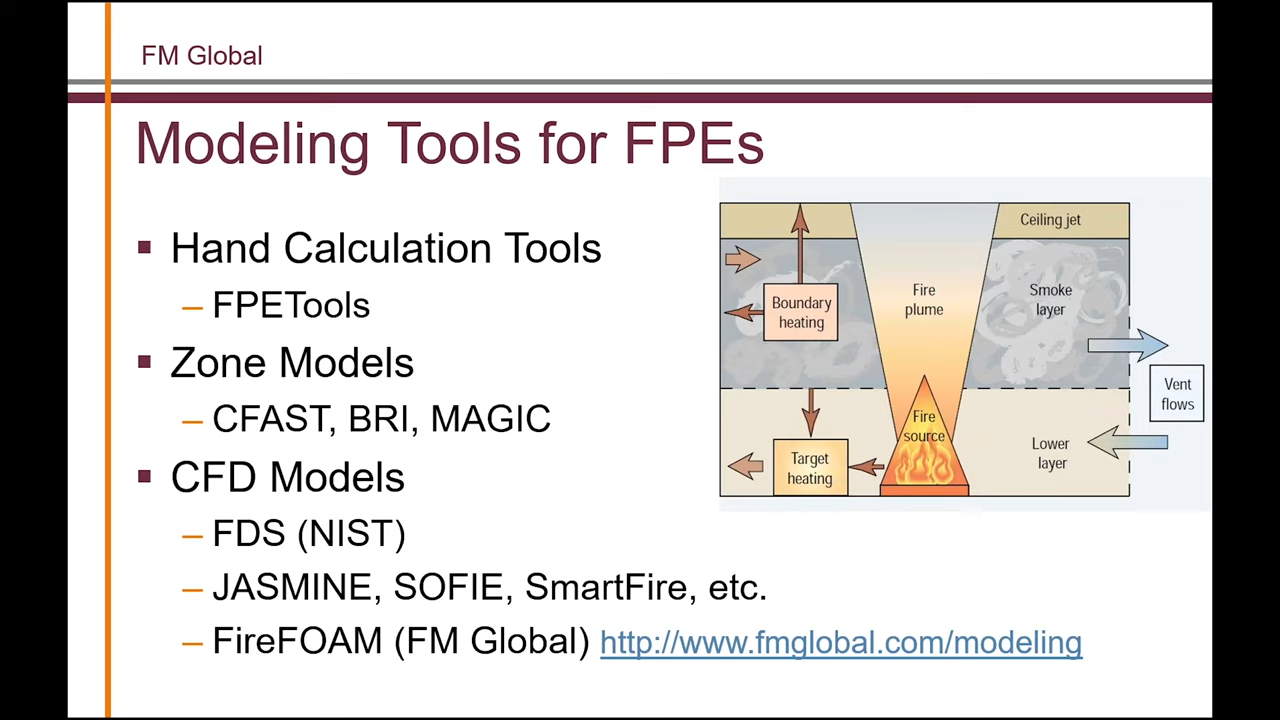 FM Global
Modeling Tools for FPEs
▪ Hand Calculation Tools
– FPETools
▪ Zone Models
– CFAST, BRI, MAGIC
▪ CFD Models
– FDS (NIST)
– JASMINE, SOFIE, SmartFire, etc.
– FireFOAM (FM Global) http://www.fmglobal.com/modeling
Ceiling jet
Boundary
heating
Fire
plume
Smoke
layer
Vent
flows
Fire
source
Target
heating
Lower
layer